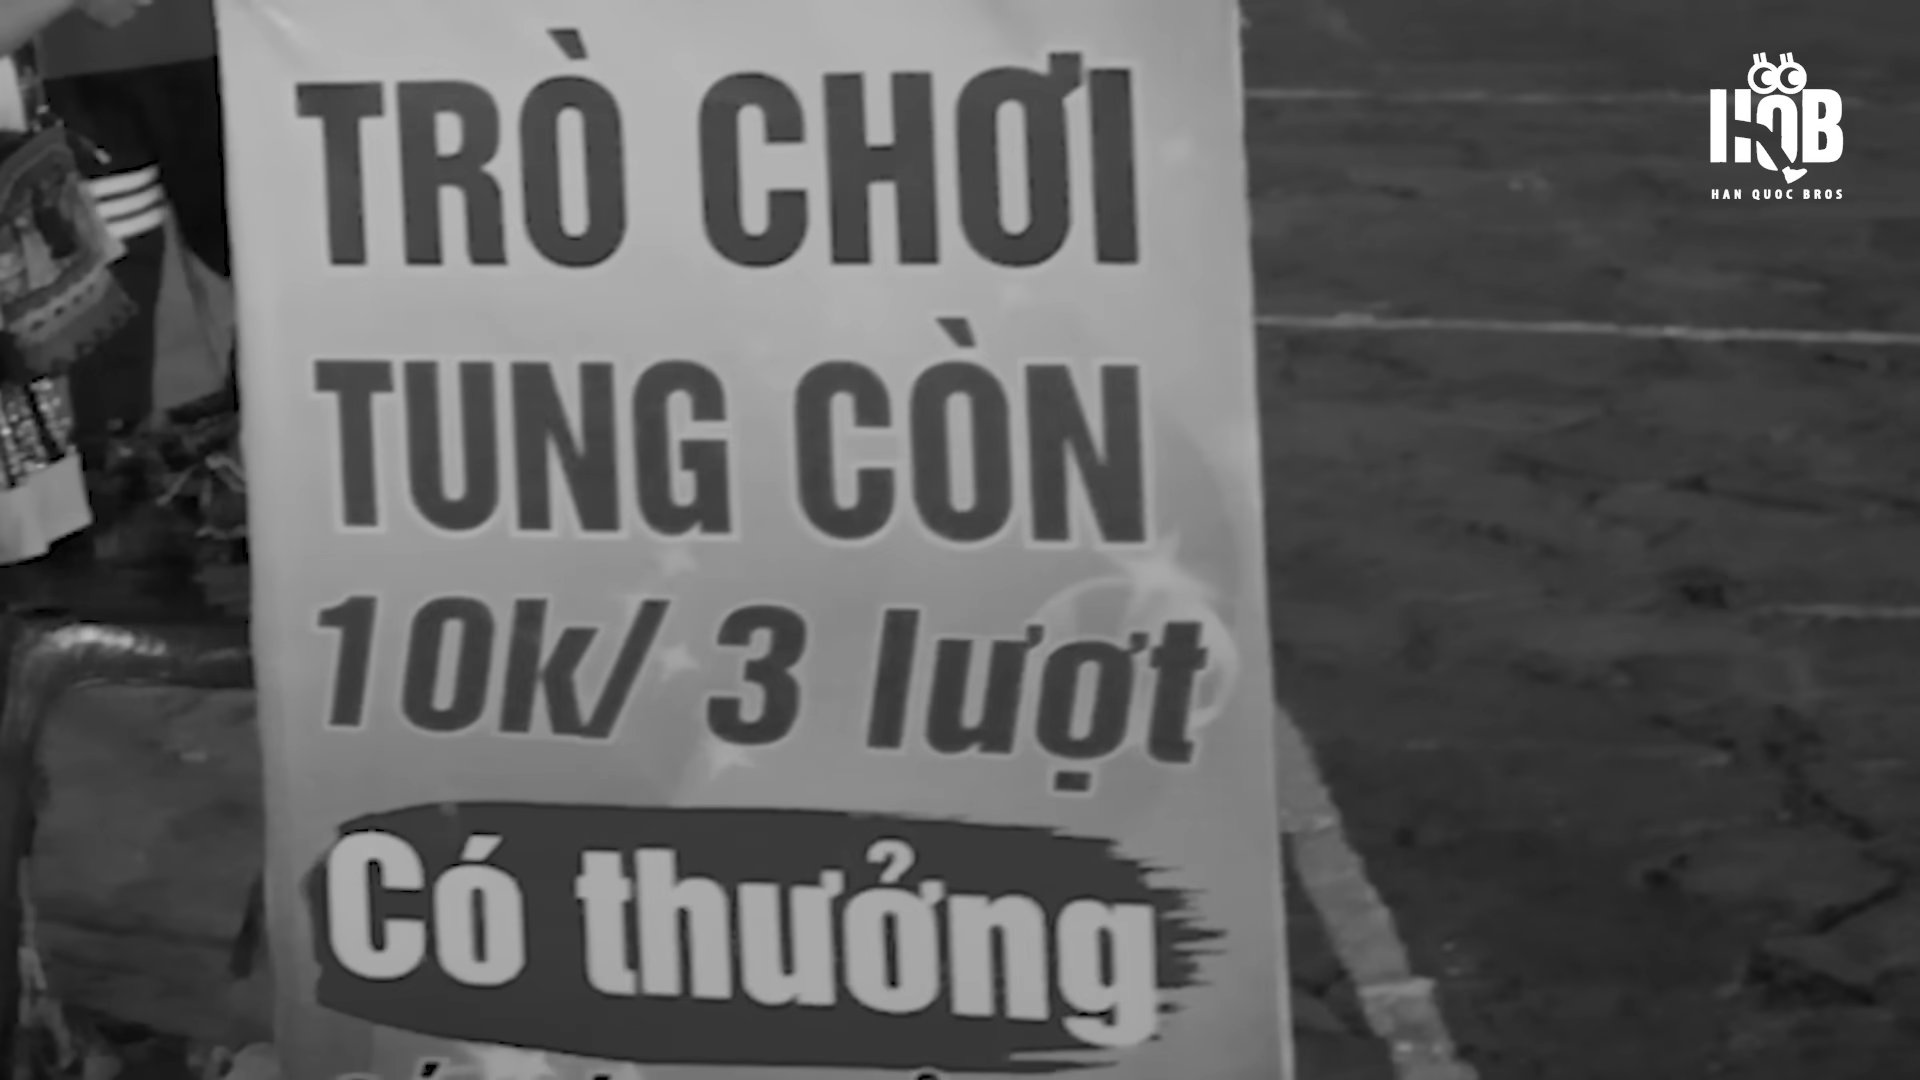 TRÒ CHƠI
TUNG CÒN
10k/ 3 lượt
Có thưởng
HQB
HAN QUOC BROS